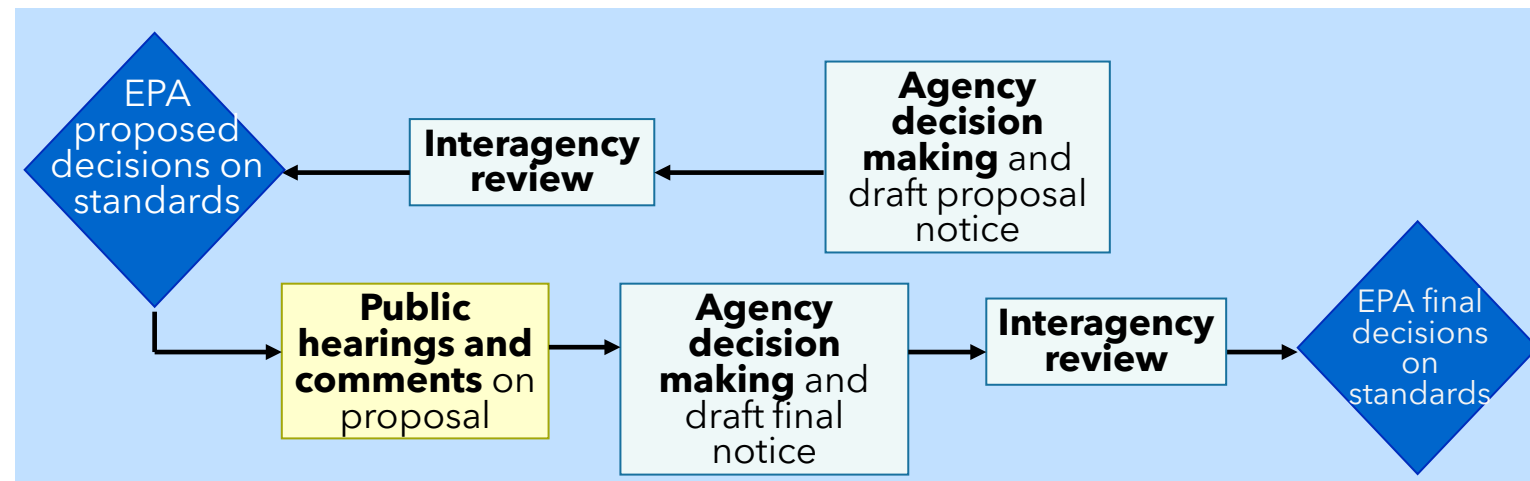 EPA
proposed
decisions on
standards
Interagency
review
Agency
decision
making and
draft proposal
notice
Public
hearings and
comments on
proposal
Agency
decision
making and
draft final
notice
Interagency
review
EPA final
decisions
on
standards